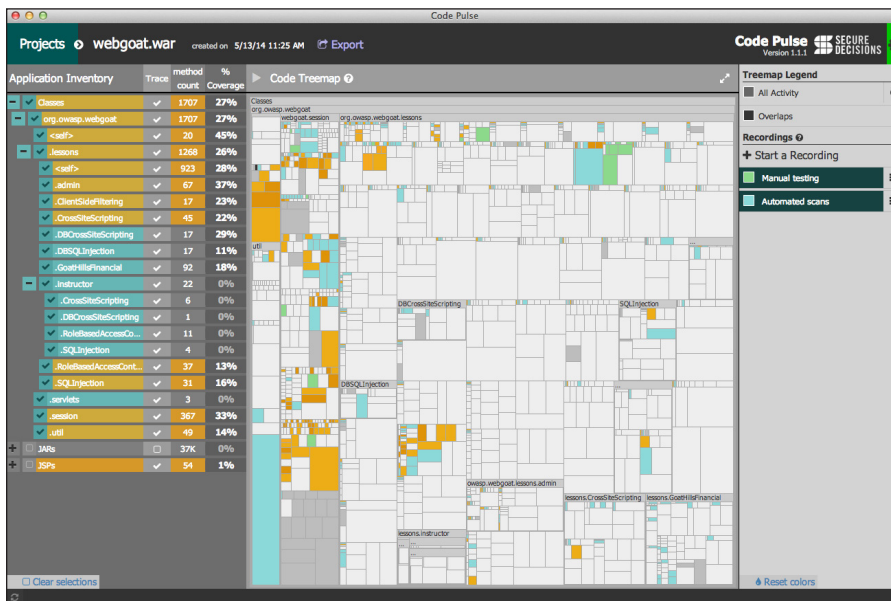 Code Pulse
Projects webgoat.war created on 5/13/14 11:25 AM Export
Code Pulse
Version 1.1.1
SECURE
DECISIONS
Application Inventory Trace method count % Coverage
Code Treemap
Classes 1707 27%
org.owasp.webgoat 1707 27%
<self> 20 45%
.lessons 1268 26%
<self> 923 28%
.admin 67 37%
.ClientSideFiltering 17 23%
.CrossSiteScripting 45 22%
.DBCrossSiteScripting 17 29%
.DBSQLInjection 17 11%
.GoatHillsFinancial 92 18%
.instructor 22 0%
.CrossSiteScripting 6 0%
.DBCrossSiteScripting 1 0%
.RoleBasedAccessCo... 11 0%
.SQLInjection 4 0%
.RoleBasedAccessCont... 37 13%
.SQLInjection 31 16%
.servlets 3 0%
.session 367 33%
.util 49 14%
JARs 37K 0%
JSPs 54 1%
Clear selections
Classes
org.owasp.webgoat
webgoat.session
org.owasp.webgoat.lessons
util
...
DBCrossSiteScripting
SQLInjection
DBSQLInjection
...
owasp.webgoat.lessons.admin
lessons.CrossSiteScripting
lessons.GoatHillsFinancial
lessons.instructor
...
...
...
Treemap Legend
All Activity
Overlaps
Recordings
+ Start a Recording
Manual testing
Automated scans
Reset colors